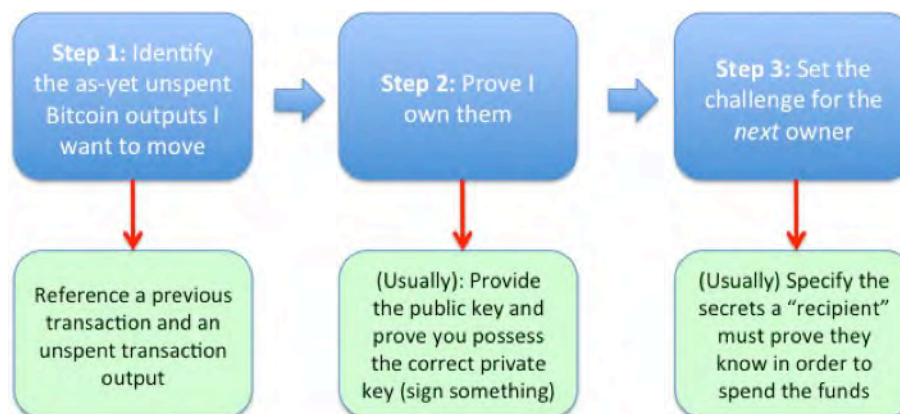 Step 1: Identify
the as-yet unspent
Bitcoin outputs I
want to move
Step 2: Prove I
own them
Step 3: Set the
challenge for the
next owner
Reference a previous
transaction and an
unspent transaction
output
(Usually): Provide
the public key and
prove you possess
the correct private
key (sign something)
(Usually) Specify the
secrets a “recipient”
must prove they
know in order to
spend the funds